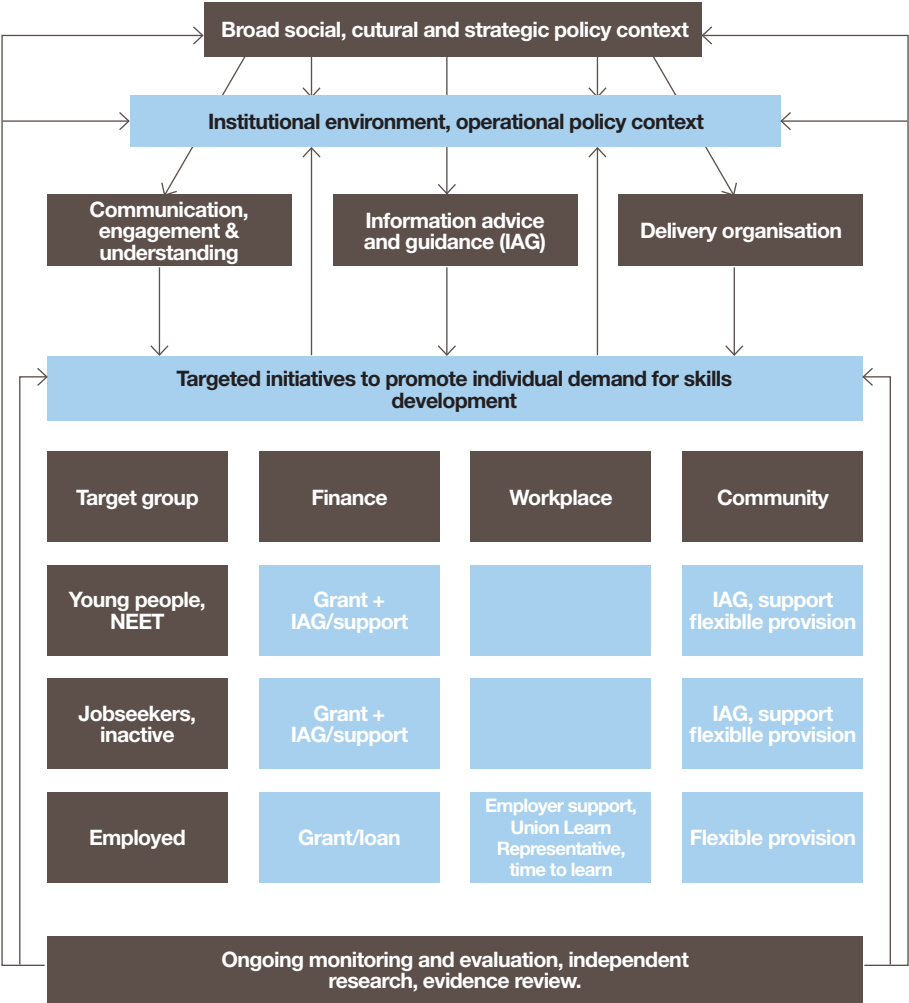 Broad social, cutural and strategic policy context
Institutional environment, operational policy context
Communication,
engagement &
understanding
Information advice
and guidance (IAG)
Delivery organisation
Targeted initiatives to promote individual demand for skills
development
Target group
Finance
Workplace
Community
Young people,
NEET
Grant +
IAG/support
IAG, support
flexiblle provision
Jobseekers,
inactive
Grant +
IAG/support
IAG, support
flexiblle provision
Employed
Grant/loan
Employer support,
Union Learn
Representative,
time to learn
Flexible provision
Ongoing monitoring and evaluation, independent
research, evidence review.